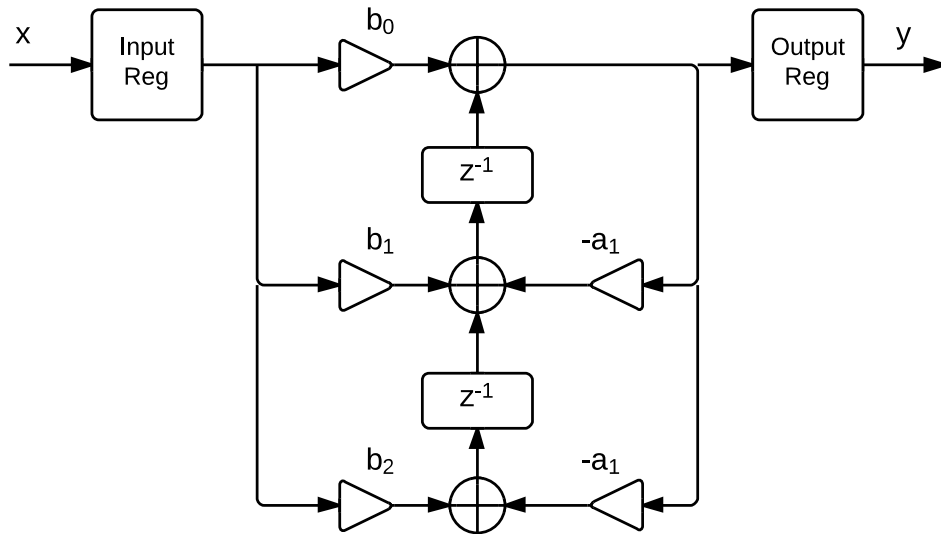 x
Input
Reg
b₀
Output
Reg
y
z⁻¹
b₁
-a₁
z⁻¹
b₂
-a₁